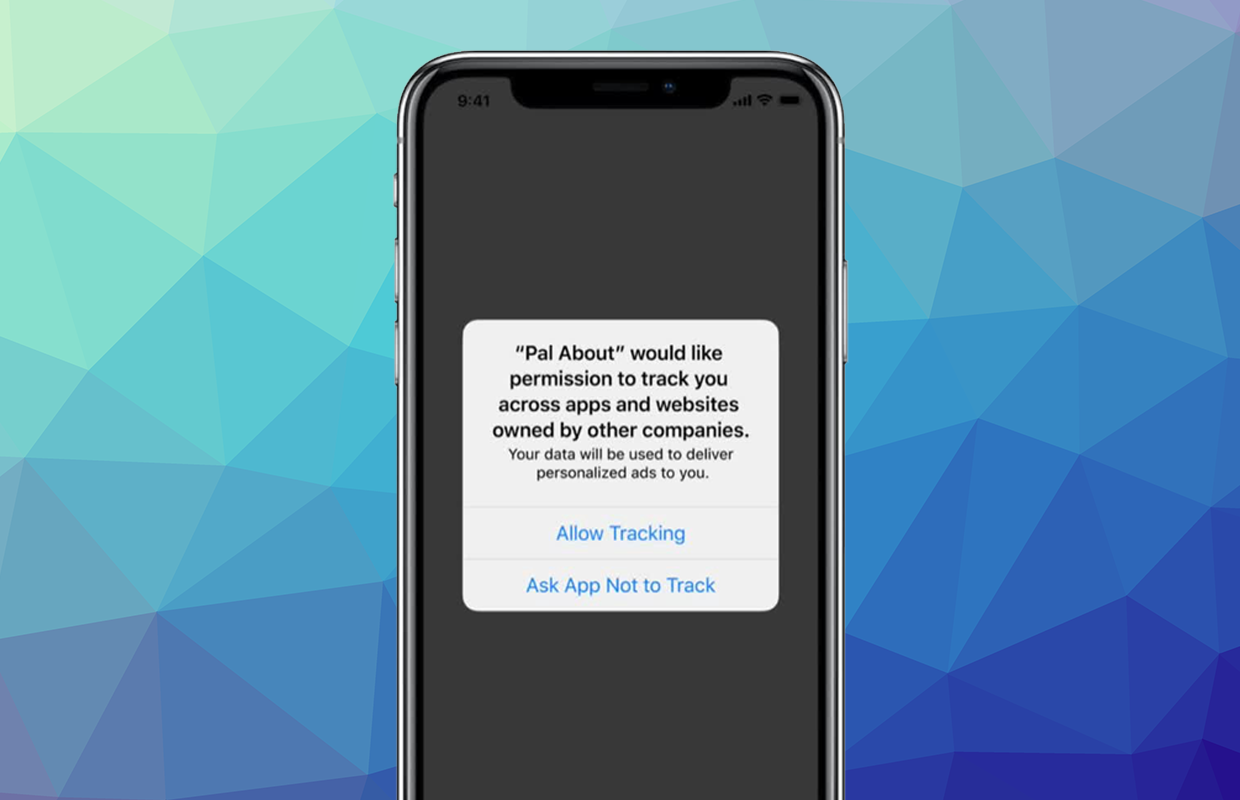 9:41
“Pal About” would like
permission to track you
across apps and websites
owned by other companies.
Your data will be used to deliver
personalized ads to you.
Allow Tracking
Ask App Not to Track